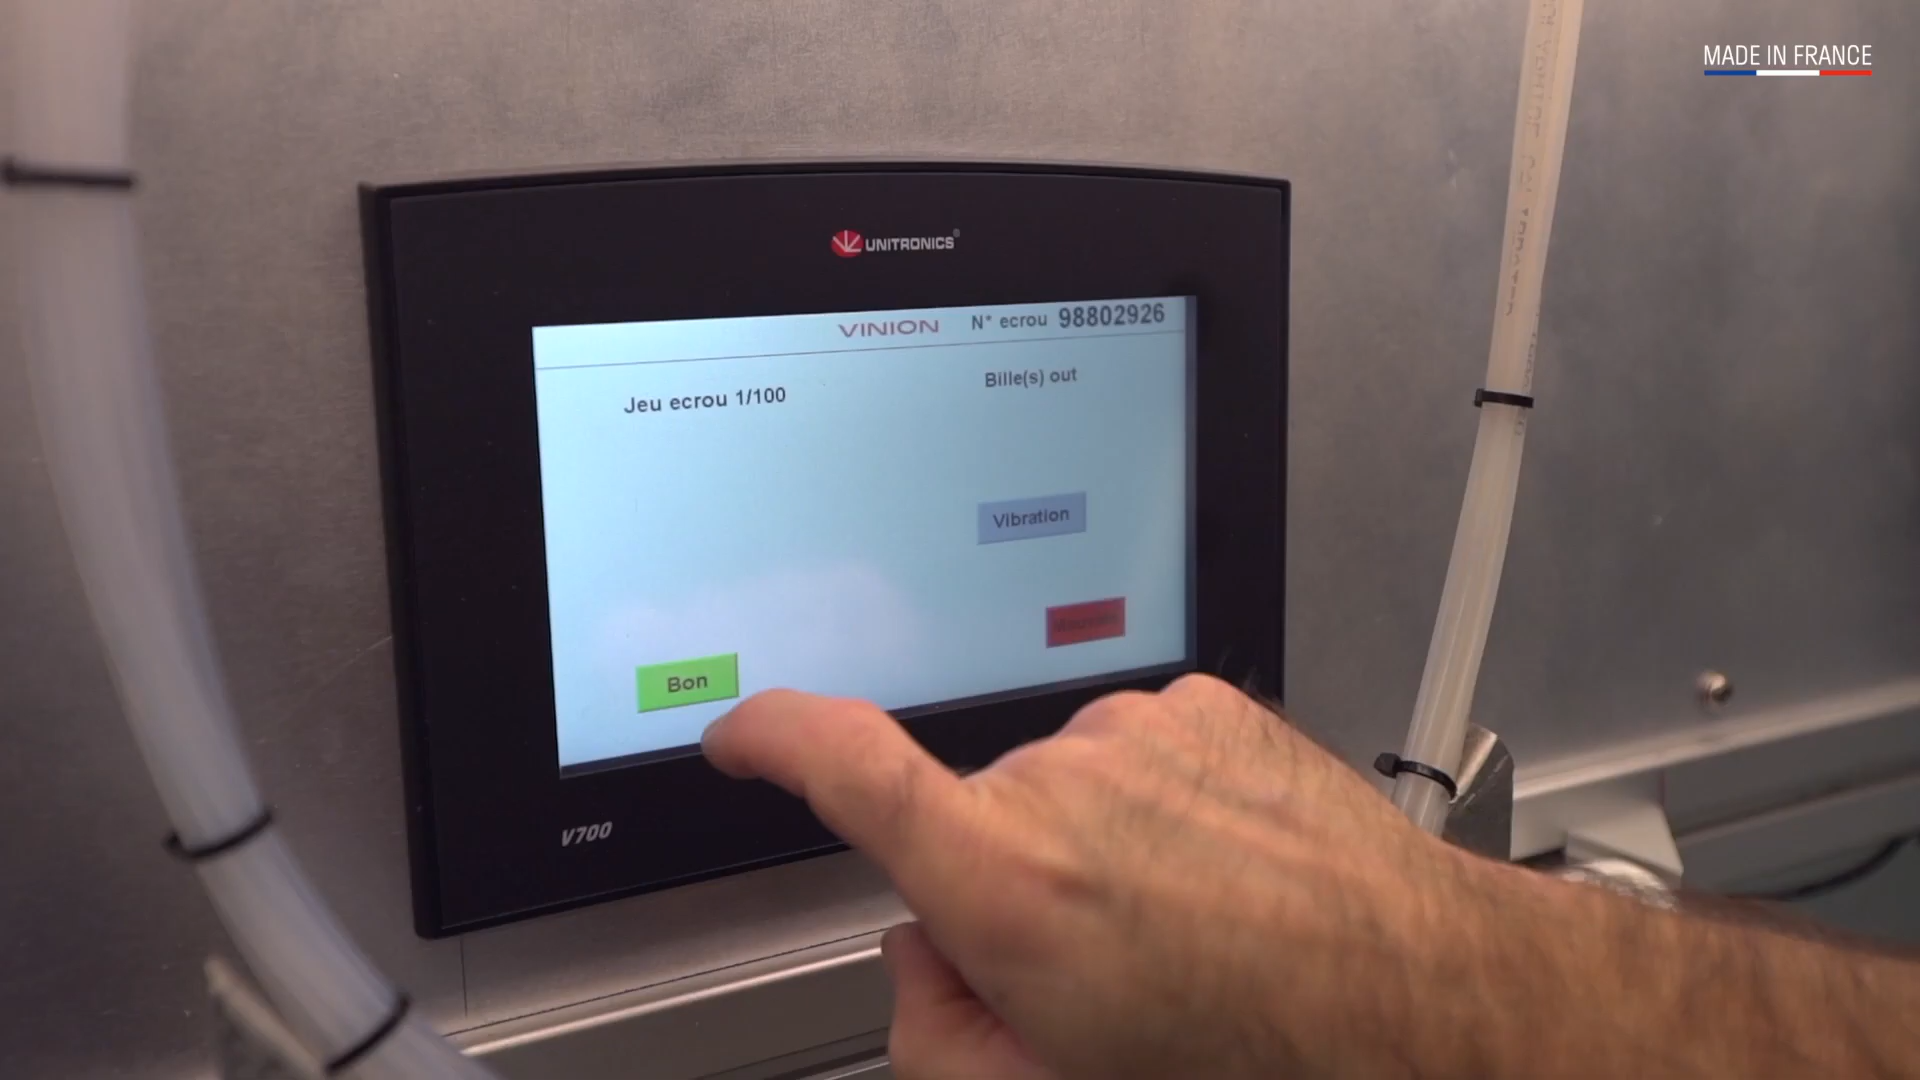 MADE IN FRANCE
UNITRONICS®
VINION N° ecrou 98802926
Jeu ecrou 1/100
Bille(s) out
Vibration
Bon
V700